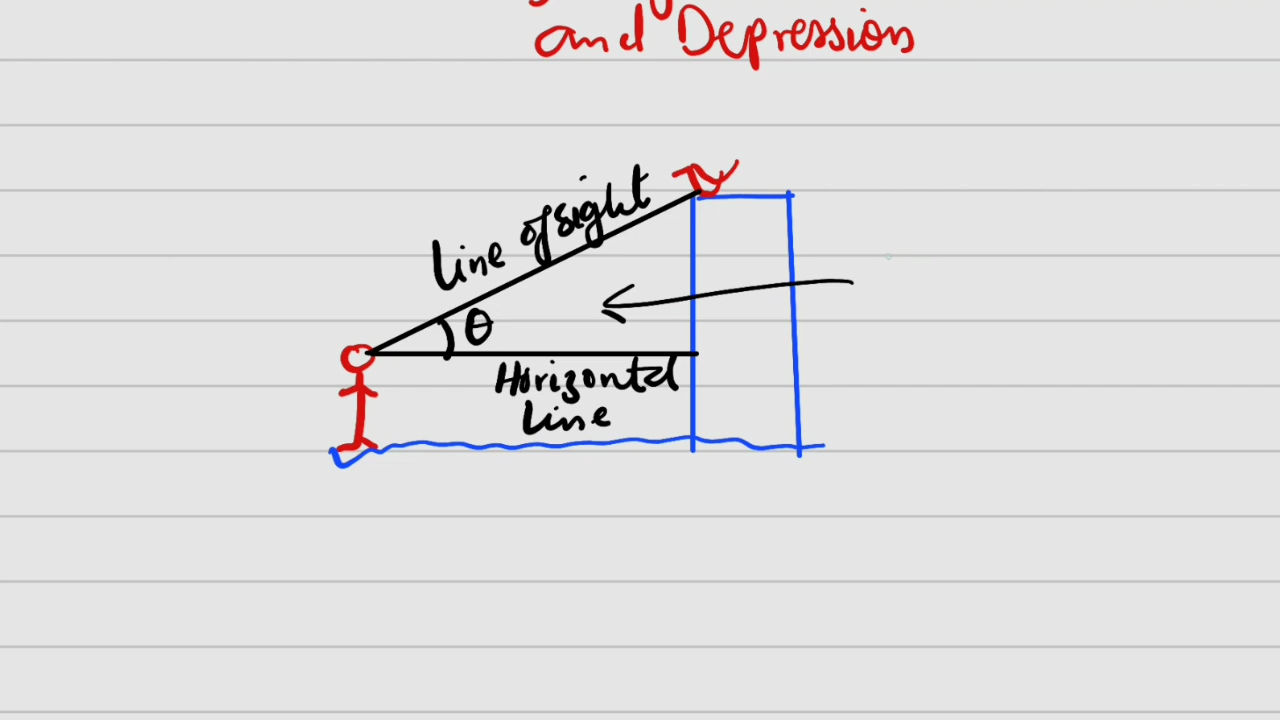 and Depression
Line of sight
θ
Horizontal
Line